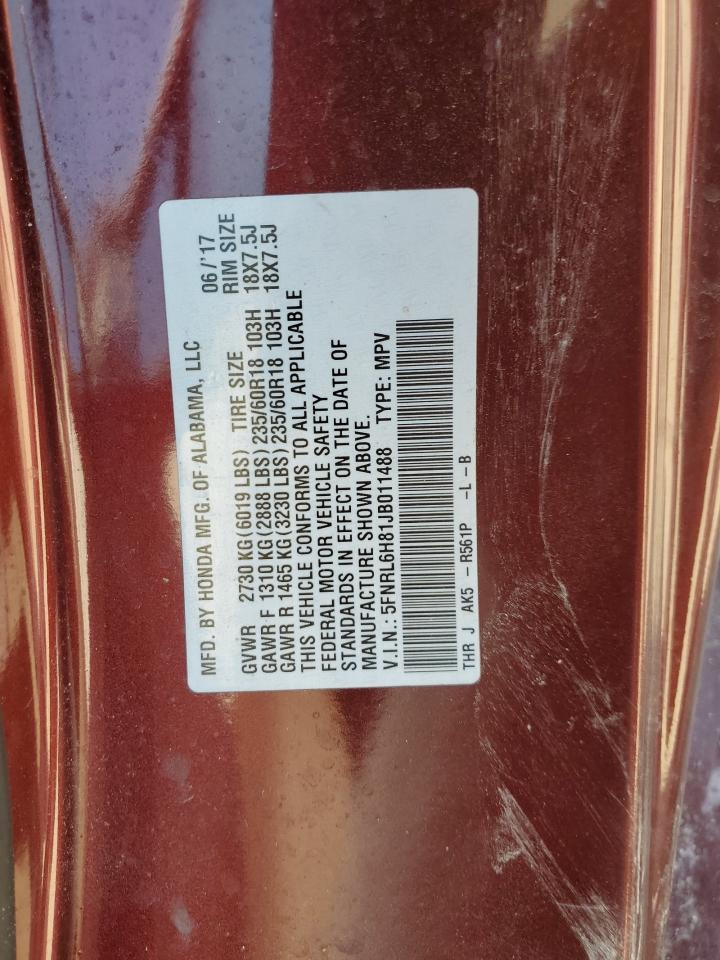 MFD. BY HONDA MFG. OF ALABAMA, LLC 06/'17
GVWR 2730 KG(6019 LBS) TIRE SIZE RIM SIZE
GAWR F 1310 KG(2888 LBS)235/60R18 103H 18X7.5J
GAWR R 1465 KG(3230 LBS)235/60R18 103H 18X7.5J
THIS VEHICLE CONFORMS TO ALL APPLICABLE
FEDERAL MOTOR VEHICLE SAFETY
STANDARDS IN EFFECT ON THE DATE OF
MANUFACTURE SHOWN ABOVE.
V.I.N.: 5FNRL6H81JB011488 TYPE: MPV
THR J AK5 - R561P -L-B